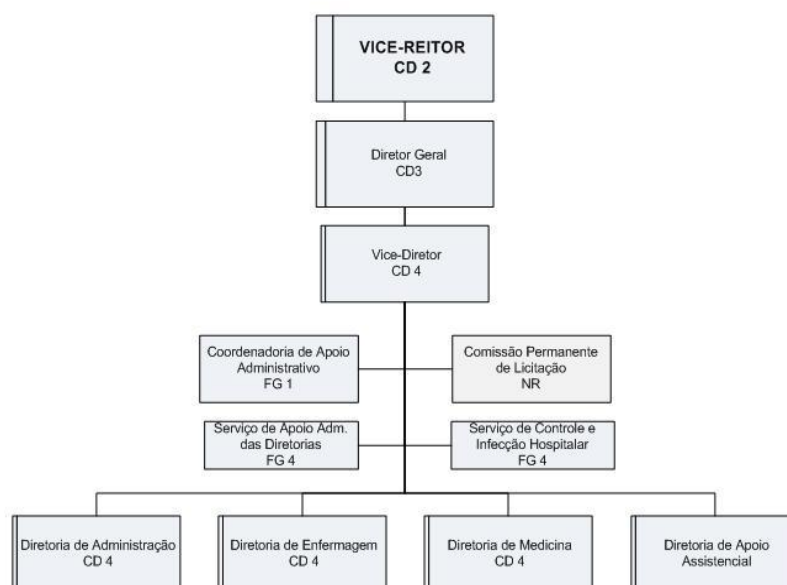 VICE-REITOR
CD 2
Diretor Geral
CD3
Vice-Diretor
CD 4
Coordenadoria de Apoio
Administrativo
FG 1
Comissão Permanente
de Licitação
NR
Serviço de Apoio Adm.
das Diretorias
FG 4
Serviço de Controle e
Infecção Hospitalar
FG 4
Diretoria de Administração
CD 4
Diretoria de Enfermagem
CD 4
Diretoria de Medicina
CD 4
Diretoria de Apoio
Assistencial